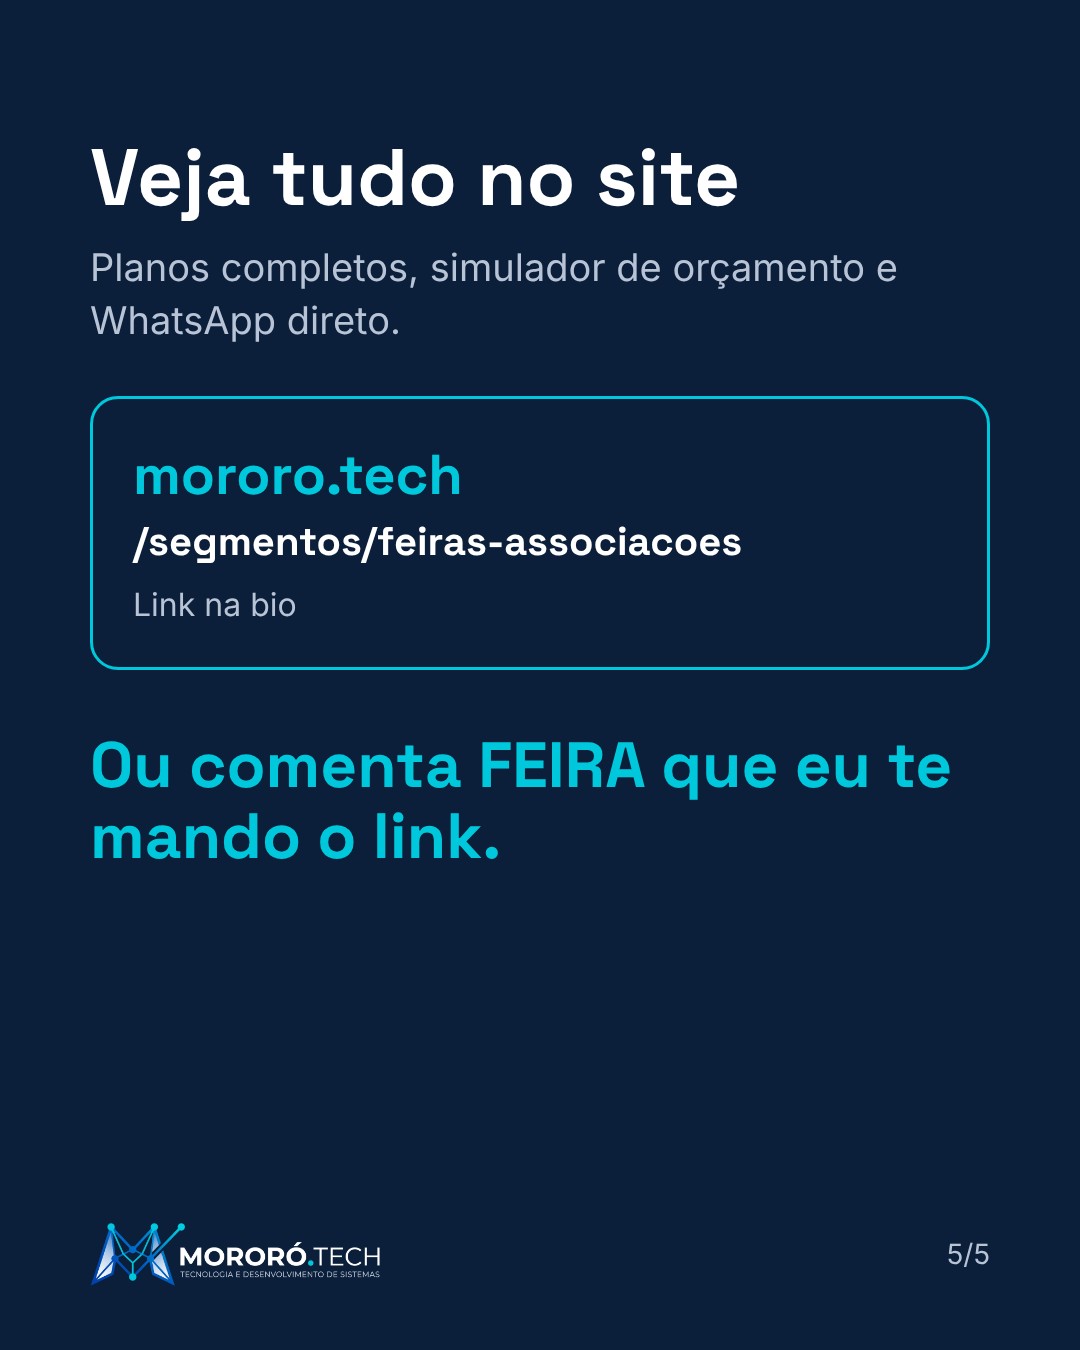 Veja tudo no site
Planos completos, simulador de orçamento e
WhatsApp direto.
mororo.tech
/segmentos/feiras-associacoes
Link na bio
Ou comenta FEIRA que eu te
mando o link.
MORORÓ.TECH
TECNOLOGIA E DESENVOLVIMENTO DE SISTEMAS
5/5